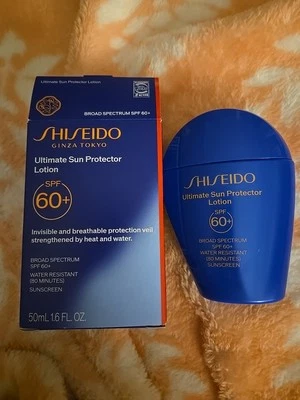 Ultimate Sun Protector Lotion
BROAD SPECTRUM SPF 60+
SHISEIDO
GINZA TOKYO
Ultimate Sun Protector
Lotion
SPF
60+
Invisible and breathable protection veil
strengthened by heat and water.
BROAD SPECTRUM
SPF 60+
WATER RESISTANT
(80 MINUTES)
SUNSCREEN
50mL 1.6 FL. OZ.
SHISEIDO
Ultimate Sun Protector
Lotion
SPF
60+
BROAD SPECTRUM
SPF 60+
WATER RESISTANT
(80 MINUTES)
SUNSCREEN